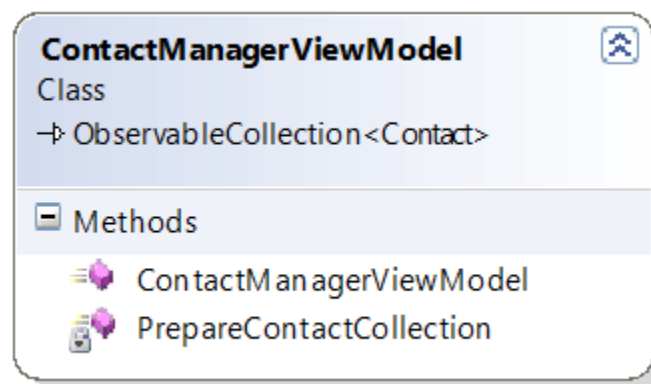 ContactManagerViewModel
Class
ObservableCollection<Contact>
Methods
ContactManagerViewModel
PrepareContactCollection